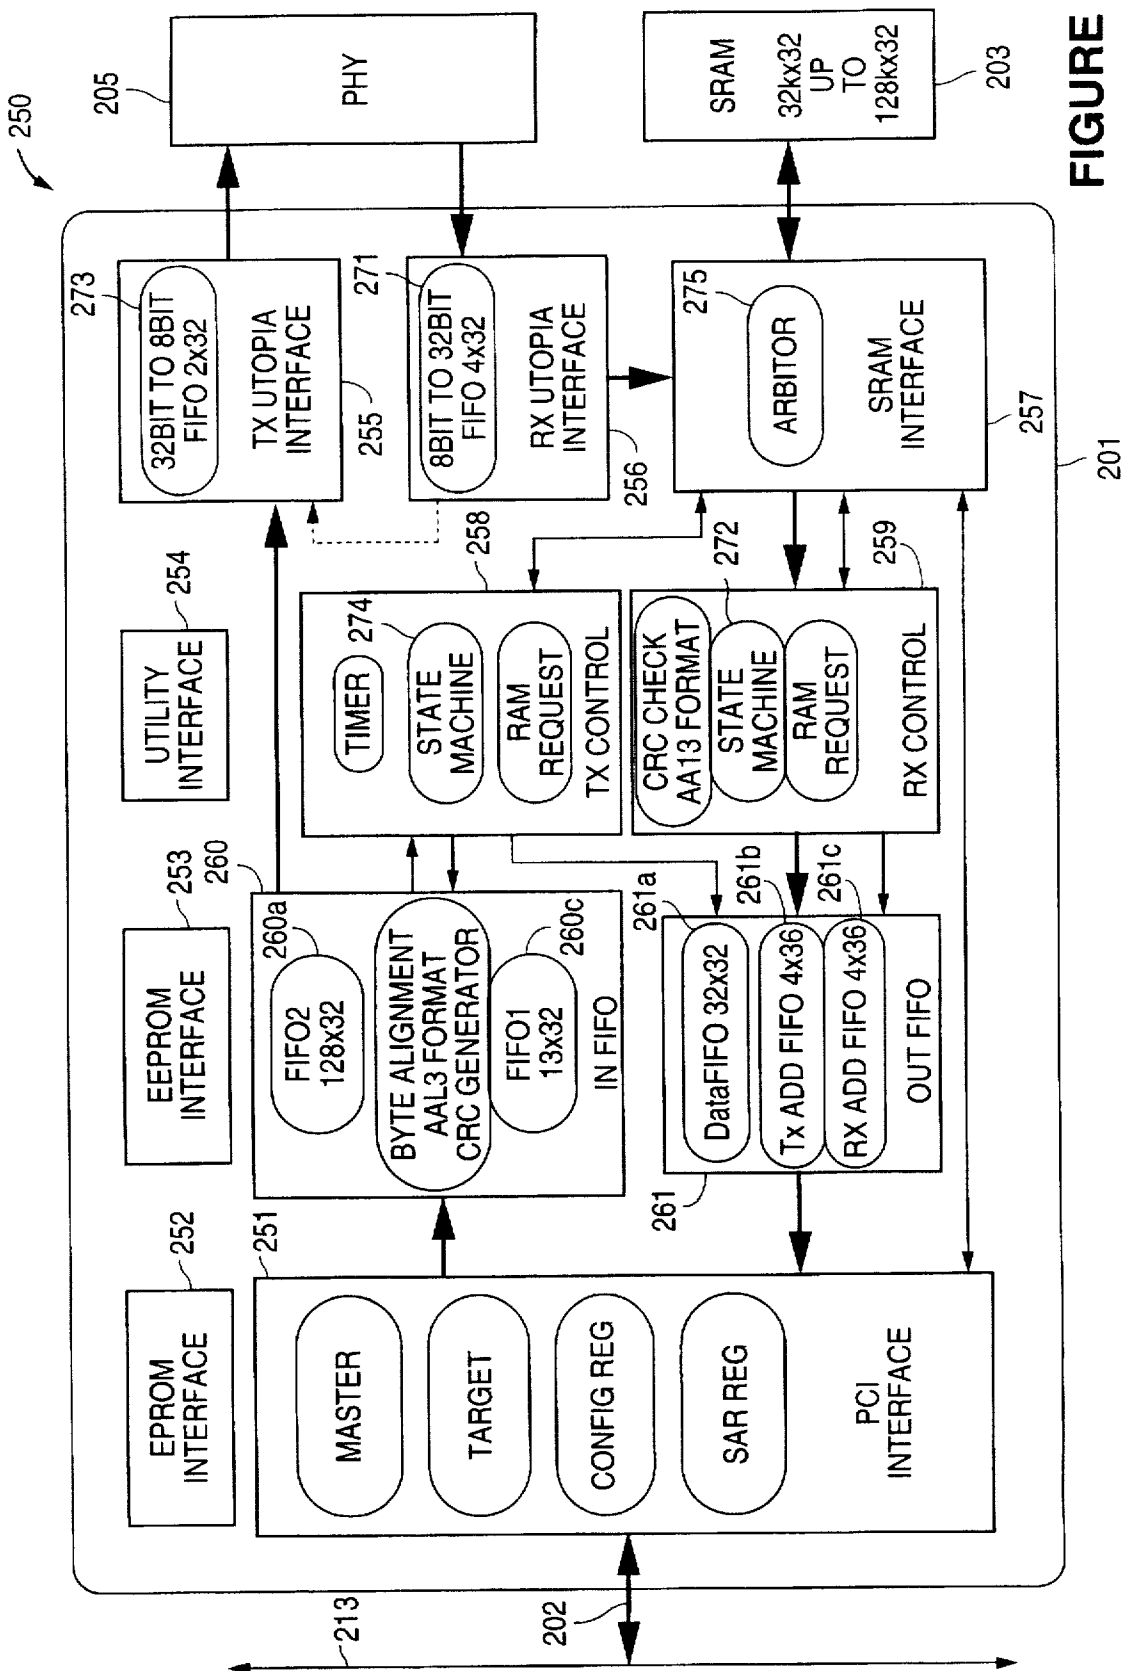 250
205
PHY
SRAM
32kx32
UP
TO
128kx32
203
273
32BIT TO 8BIT
FIFO 2x32
TX UTOPIA
INTERFACE
255
271
8BIT TO 32BIT
FIFO 4x32
RX UTOPIA
INTERFACE
256
275
ARBITOR
SRAM
INTERFACE
257
201
254
UTILITY
INTERFACE
258
TIMER
274
STATE
MACHINE
RAM
REQUEST
TX CONTROL
272
CRC CHECK
AA13 FORMAT
STATE
MACHINE
RAM
REQUEST
RX CONTROL
259
253
EEPROM
INTERFACE
260
260a
FIFO2
128x32
BYTE ALIGNMENT
AAL3 FORMAT
CRC GENERATOR
260c
FIFO1
13x32
IN FIFO
261a
261b
261c
DataFIFO 32x32
Tx ADD FIFO 4x36
RX ADD FIFO 4x36
OUT FIFO
261
252
EPROM
INTERFACE
251
MASTER
TARGET
CONFIG REG
SAR REG
PCI
INTERFACE
213
202
FIGURE